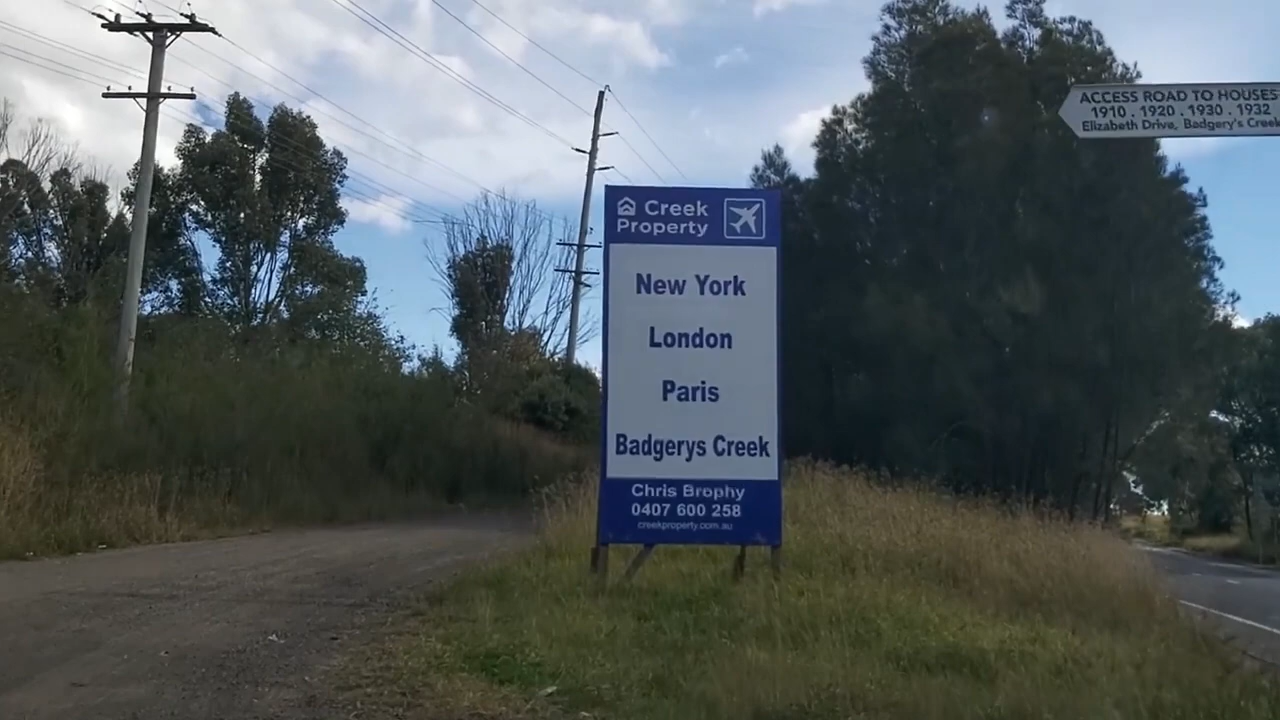 Creek
Property
New York
London
Paris
Badgerys Creek
Chris Brophy
0407 600 258
creekproperty.com.au
ACCESS ROAD TO HOUSES
1910 . 1920 . 1930 . 1932
Elizabeth Drive, Badgery's Creek